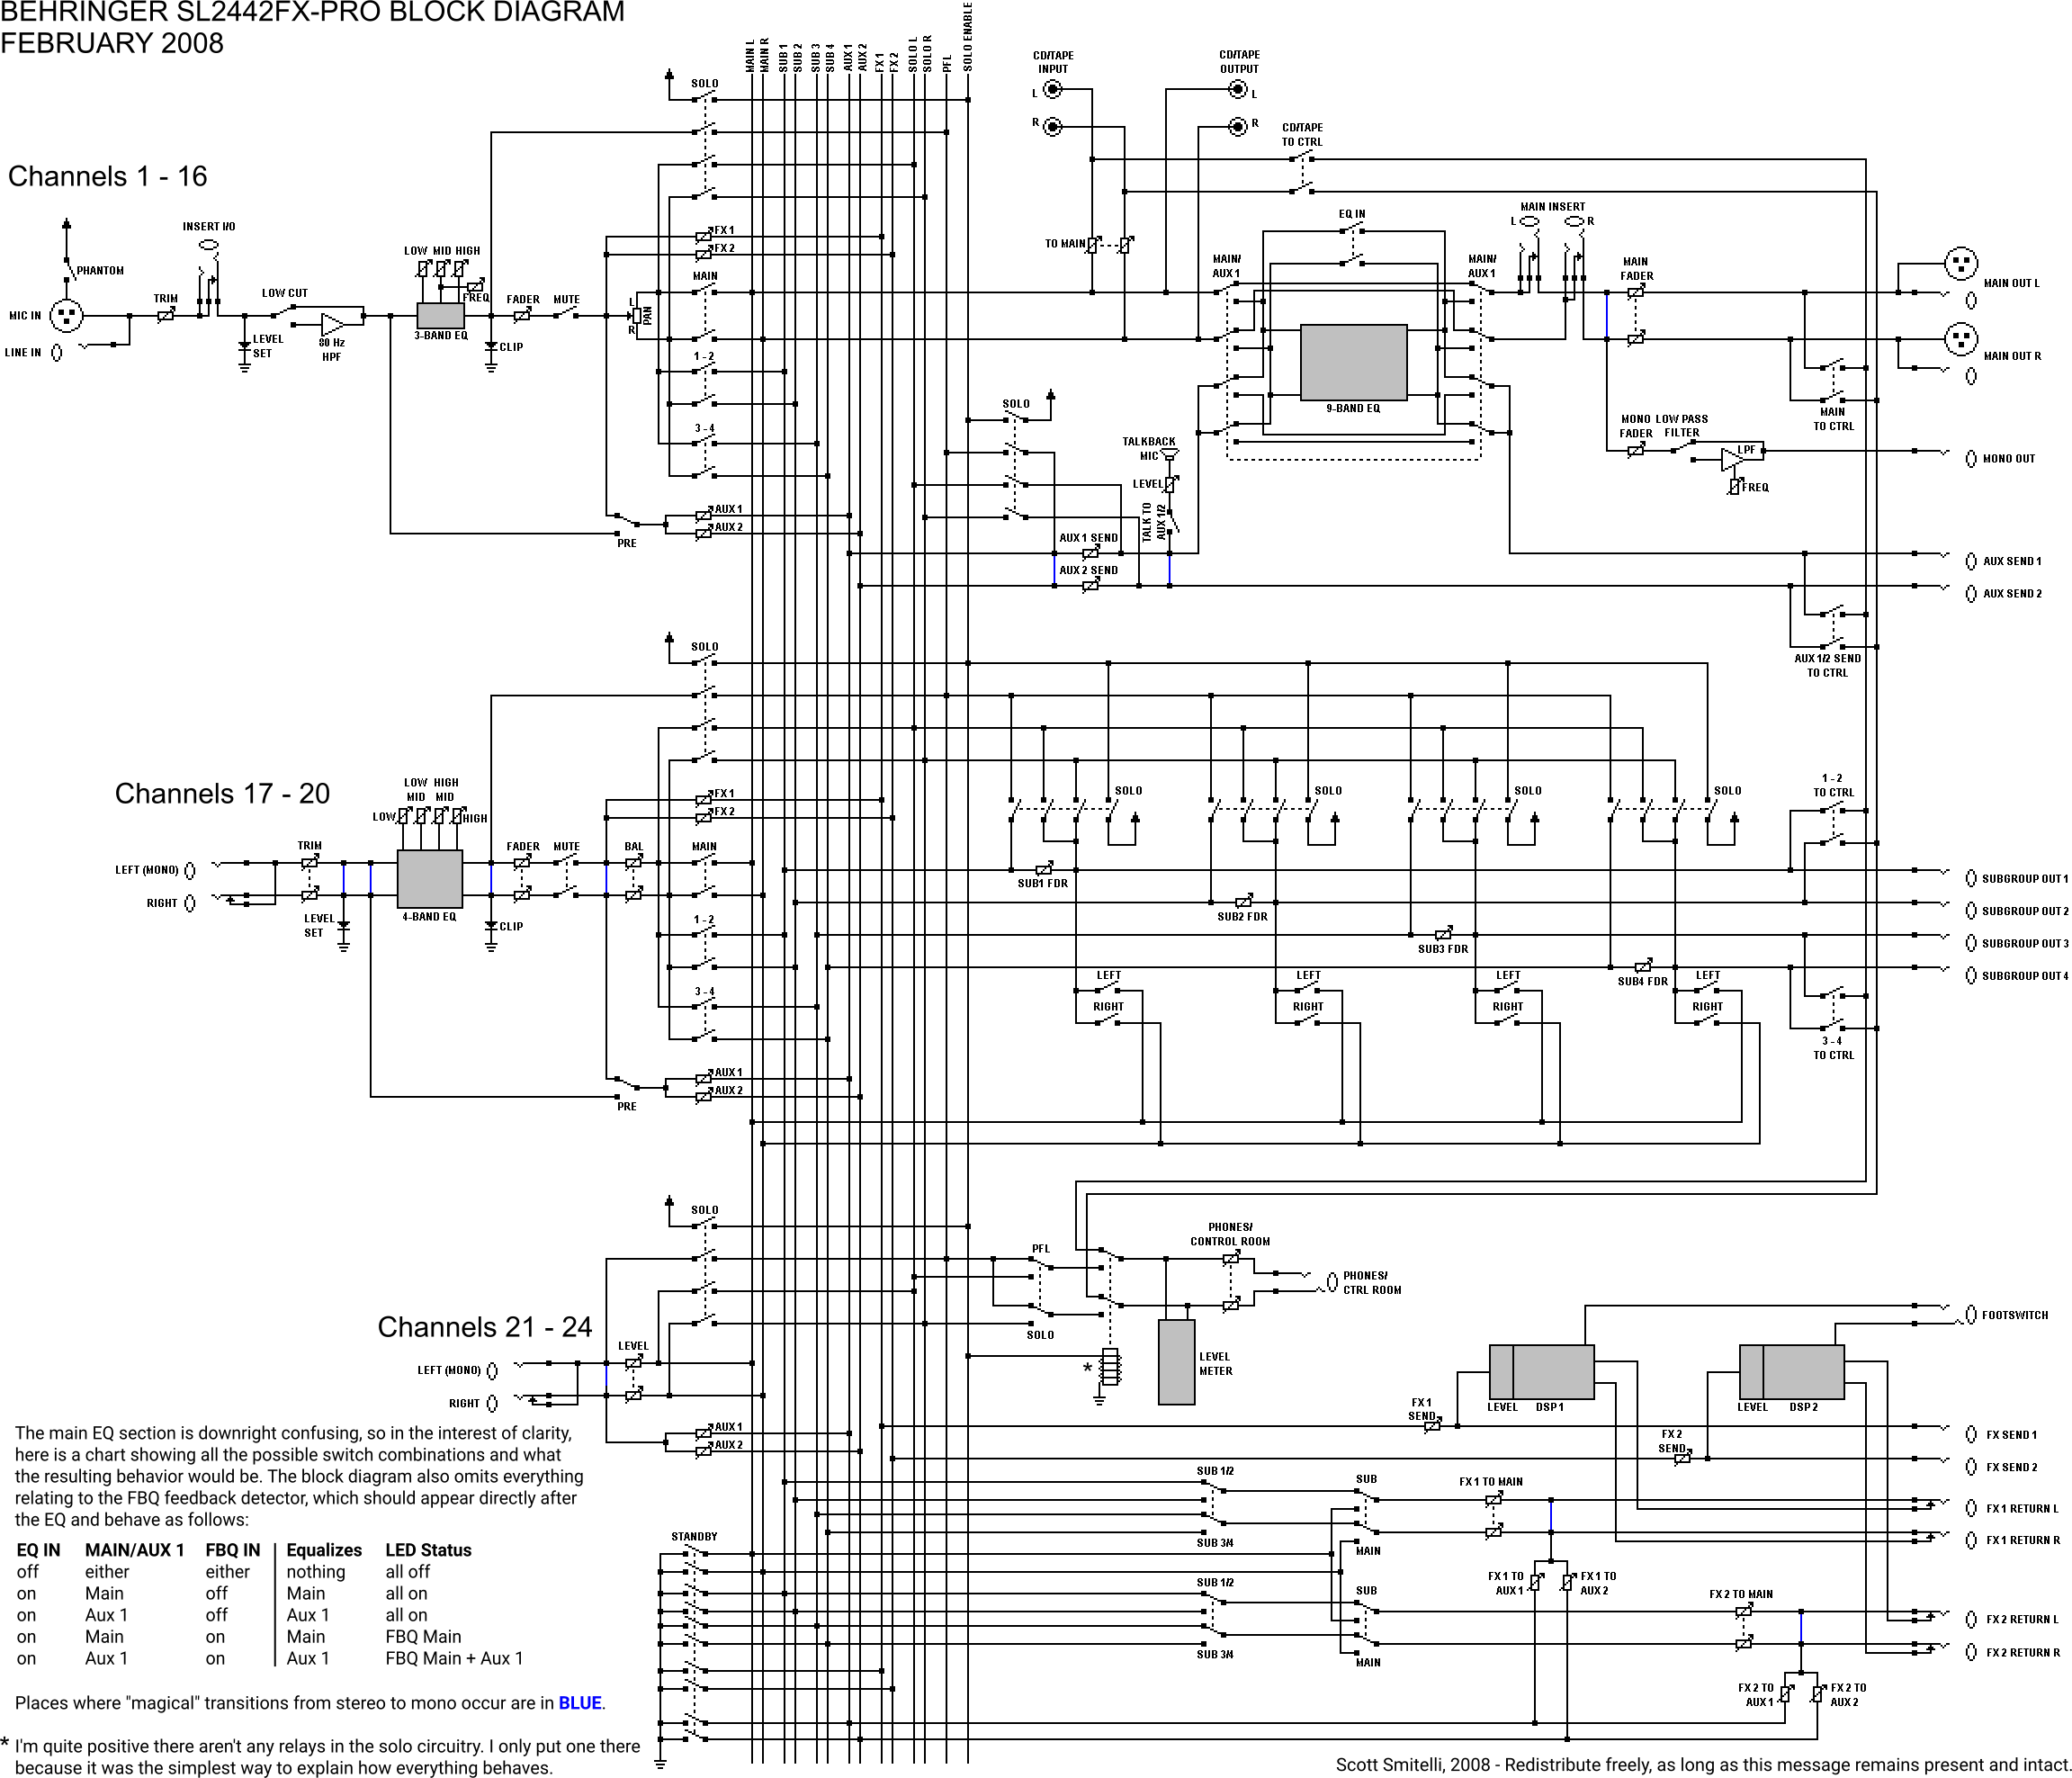 BEHRINGER SL2442FX-PRO BLOCK DIAGRAM
FEBRUARY 2008
MAIN L
MAIN R
SUB 1
SUB 2
SUB 3
SUB 4
AUX 1
AUX 2
FX 1
FX 2
SOLO L
SOLO R
PFL
SOLO ENABLE
Channels 1 - 16
PHANTOM
MIC IN
LINE IN
TRIM
INSERT I/O
LEVEL
SET
LOW CUT
80 Hz
HPF
LOW MID HIGH
FREQ
3-BAND EQ
CLIP
FADER
MUTE
SOLO
FX 1
FX 2
L
R
PAN
MAIN
1 - 2
3 - 4
PRE
AUX 1
AUX 2
CD/TAPE
INPUT
L
R
CD/TAPE
OUTPUT
L
R
CD/TAPE
TO CTRL
TO MAIN
MAIN/
AUX 1
EQ IN
9-BAND EQ
MAIN/
AUX 1
MAIN INSERT
L
R
MAIN
FADER
MAIN OUT L
MAIN OUT R
MAIN
TO CTRL
MONO
FADER
LOW PASS
FILTER
LPF
FREQ
MONO OUT
SOLO
TALKBACK
MIC
LEVEL
TALK TO
AUX 1/2
AUX 1 SEND
AUX 2 SEND
AUX SEND 1
AUX SEND 2
AUX 1/2 SEND
TO CTRL
Channels 17 - 20
LEFT (MONO)
RIGHT
TRIM
LEVEL
SET
LOW
LOW
MID
HIGH
MID
HIGH
4-BAND EQ
CLIP
FADER
MUTE
BAL
SOLO
FX 1
FX 2
MAIN
1 - 2
3 - 4
PRE
AUX 1
AUX 2
SOLO
SOLO
SOLO
SOLO
SUB1 FDR
SUB2 FDR
SUB3 FDR
SUB4 FDR
LEFT
RIGHT
LEFT
RIGHT
LEFT
RIGHT
LEFT
RIGHT
1 - 2
TO CTRL
SUBGROUP OUT 1
SUBGROUP OUT 2
SUBGROUP OUT 3
SUBGROUP OUT 4
3 - 4
TO CTRL
Channels 21 - 24
LEFT (MONO)
RIGHT
LEVEL
SOLO
AUX 1
AUX 2
PFL
SOLO
*
PHONES/
CONTROL ROOM
PHONES/
CTRL ROOM
LEVEL
METER
FOOTSWITCH
LEVEL
DSP 1
LEVEL
DSP 2
FX 1
SEND
FX 2
SEND
FX SEND 1
FX SEND 2
SUB 1/2
SUB 3/4
SUB
MAIN
FX 1 TO MAIN
FX 1 RETURN L
FX 1 RETURN R
FX 1 TO
AUX 1
FX 1 TO
AUX 2
SUB 1/2
SUB 3/4
SUB
MAIN
FX 2 TO MAIN
FX 2 RETURN L
FX 2 RETURN R
FX 2 TO
AUX 1
FX 2 TO
AUX 2
STANDBY
The main EQ section is downright confusing, so in the interest of clarity,
here is a chart showing all the possible switch combinations and what
the resulting behavior would be. The block diagram also omits everything
relating to the FBQ feedback detector, which should appear directly after
the EQ and behave as follows:
EQ IN MAIN/AUX 1 FBQ IN Equalizes LED Status
off either either nothing all off
on Main off Main all on
on Aux 1 off Aux 1 all on
on Main on Main FBQ Main
on Aux 1 on Aux 1 FBQ Main + Aux 1
Places where "magical" transitions from stereo to mono occur are in BLUE.
* I'm quite positive there aren't any relays in the solo circuitry. I only put one there
because it was the simplest way to explain how everything behaves.
Scott Smitelli, 2008 - Redistribute freely, as long as this message remains present and intact.